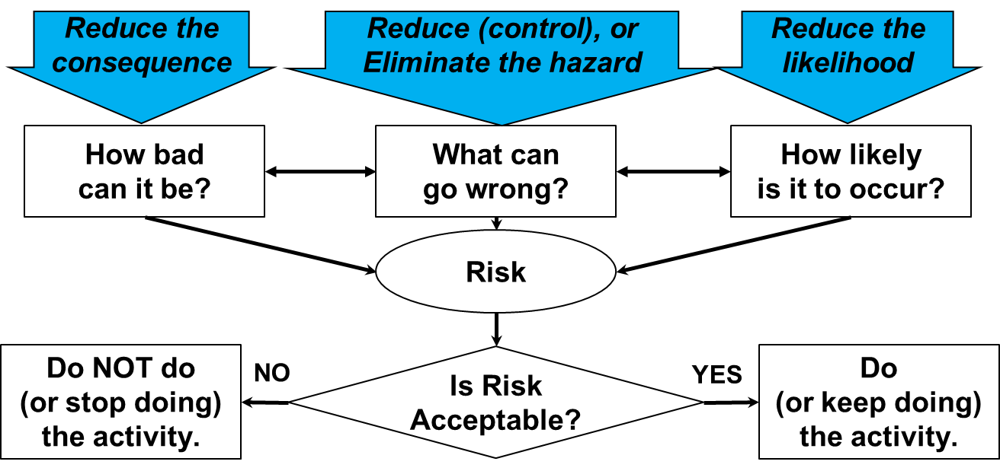 Reduce the
consequence
Reduce (control), or
Eliminate the hazard
Reduce the
likelihood
How bad
can it be?
What can
go wrong?
How likely
is it to occur?
Risk
Do NOT do
(or stop doing)
the activity.
NO
Is Risk
Acceptable?
YES
Do
(or keep doing)
the activity.